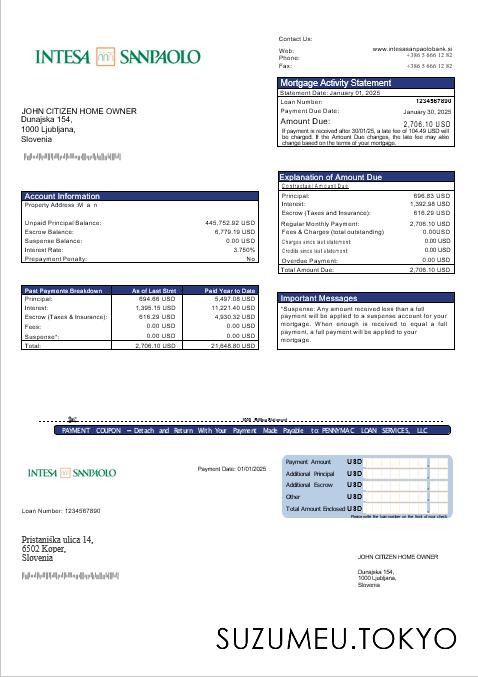 INTESA SANPAOLO
Contact Us:
Web: www.intesasanpaolobank.si
Phone: +386 5 666 12 82
Fax: +386 5 666 12 82
Mortgage Activity Statement
Statement Date: January 01, 2025
Loan Number: 1234567890
Payment Due Date: January 30, 2025
Amount Due: 2,706.10 USD
If payment is received after 30/01/25, a late fee of 104.49 USD will
be charged. If the Amount Due changes, the late fee may also
change based on the terms of your mortgage.
JOHN CITIZEN HOME OWNER
Dunajska 154,
1000 Ljubljana,
Slovenia
Account Information
Property Address :M a n
Unpaid Principal Balance: 445,752.92 USD
Escrow Balance: 6,779.19 USD
Suspense Balance: 0.00 USD
Interest Rate: 3.750%
Prepayment Penalty: No
Explanation of Amount Due
Contractual Amount Due
Principal: 696.83 USD
Interest: 1,392.98 USD
Escrow (Taxes and Insurance): 616.29 USD
Regular Monthly Payment: 2,706.10 USD
Fees & Charges (total outstanding) 0.00USD
Charges since last statement: 0.00 USD
Credits since last statement: 0.00 USD
Overdue Payment: 0.00 USD
Total Amount Due: 2,706.10 USD
Past Payments Breakdown As of Last Stmt Paid Year to Date
Principal: 694.66 USD 5,497.08 USD
Interest: 1,395.15 USD 11,221.40 USD
Escrow (Taxes & Insurance): 616.29 USD 4,930.32 USD
Fees: 0.00 USD 0.00 USD
Suspense*: 0.00 USD 0.00 USD
Total: 2,706.10 USD 21,648.80 USD
Important Messages
*Suspense: Any amount received less than a full
payment will be applied to a suspense account for your
mortgage. When enough is received to equal a full
payment, a full payment will be applied to your
mortgage.
PAYMENT COUPON – Detach and Return With Your Payment Made Payable to: PENNYMAC LOAN SERVICES, LLC
INTESA SANPAOLO
Payment Date: 01/01/2025
Loan Number: 1234567890
Payment Amount USD
Additional Principal USD
Additional Escrow USD
Other USD
Total Amount Enclosed USD
Please write the loan number on the front of your check
Pristaniška ulica 14,
6502 Koper,
Slovenia
JOHN CITIZEN HOME OWNER
Dunajska 154,
1000 Ljubljana,
Slovenia
SUZUMEU.TOKYO